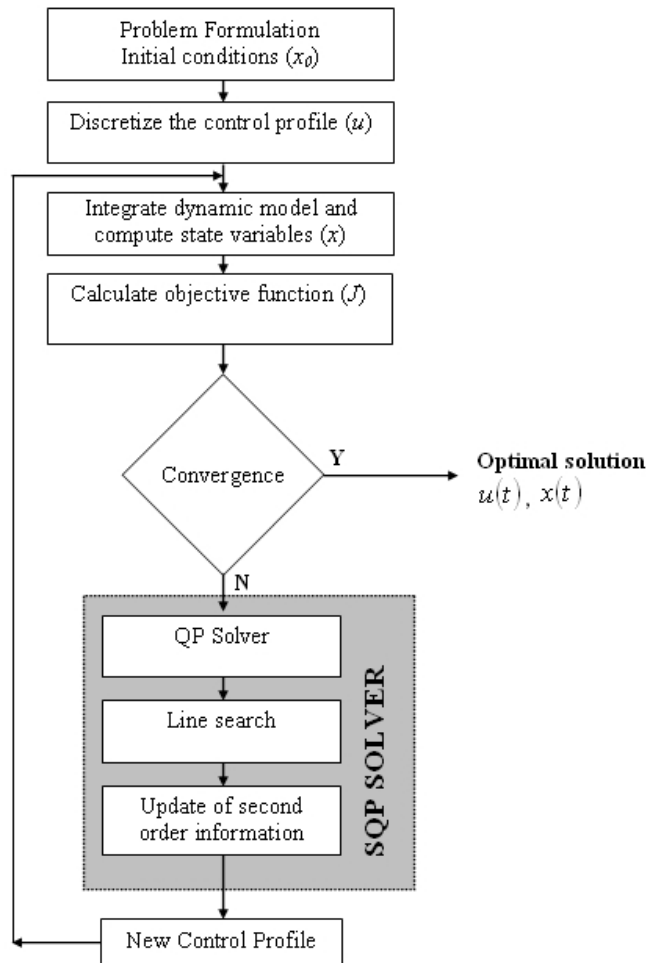 Problem Formulation
Initial conditions (x₀)
Discretize the control profile (u)
Integrate dynamic model and
compute state variables (x)
Calculate objective function (J)
Convergence
Y
Optimal solution
u(t), x(t)
N
QP Solver
Line search
Update of second
order information
SQP SOLVER
New Control Profile